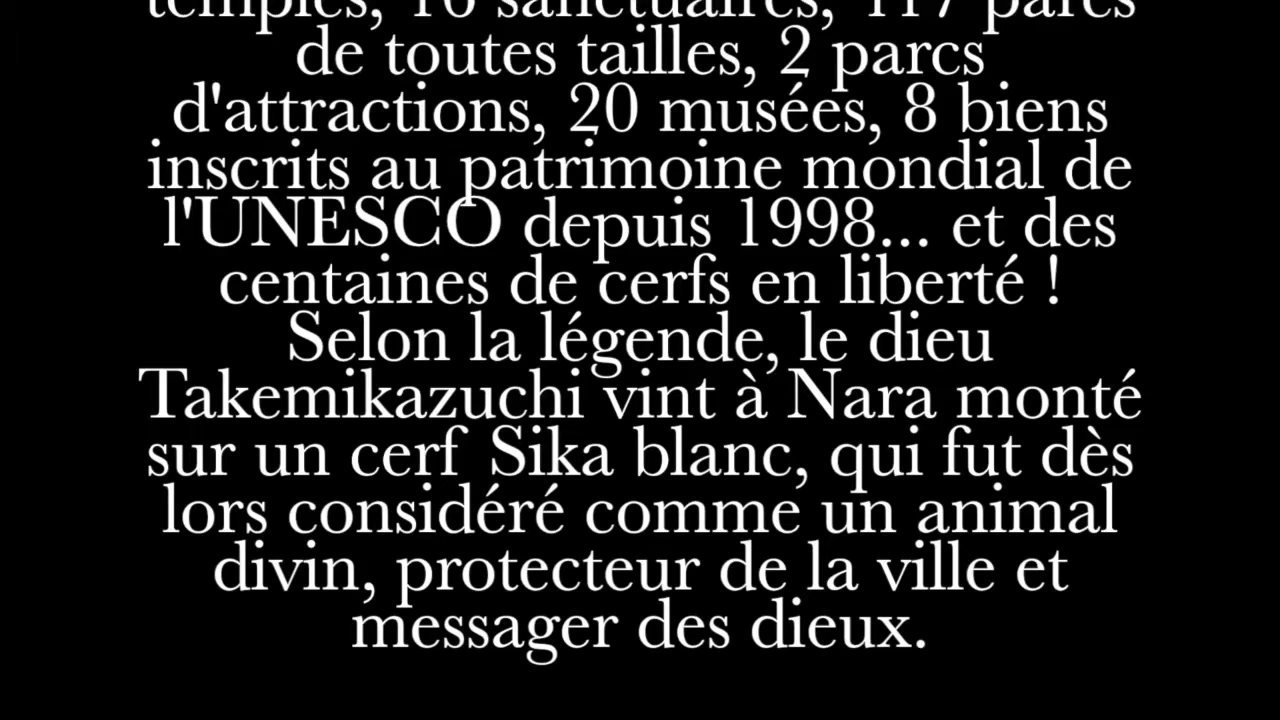 temples, 16 sanctuaires, 117 parcs
de toutes tailles, 2 parcs
d'attractions, 20 musées, 8 biens
inscrits au patrimoine mondial de
l'UNESCO depuis 1998... et des
centaines de cerfs en liberté !
Selon la légende, le dieu
Takemikazuchi vint à Nara monté
sur un cerf Sika blanc, qui fut dès
lors considéré comme un animal
divin, protecteur de la ville et
messager des dieux.